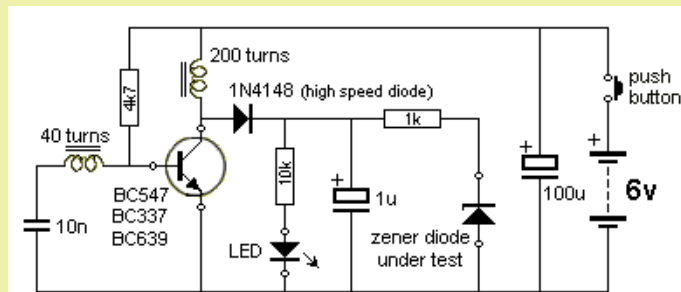 200 turns
push
button
1N4148 (high speed diode)
4k7
1k
40 turns
10k
+
+
+
BC547
BC337
BC639
10n
1u
100u
6v
LED
zener diode
under test